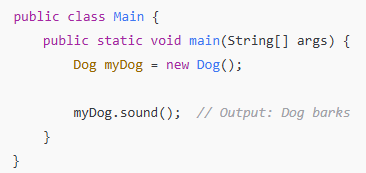 public class Main {
    public static void main(String[] args) {
        Dog myDog = new Dog();

        myDog.sound();  // Output: Dog barks
    }
}